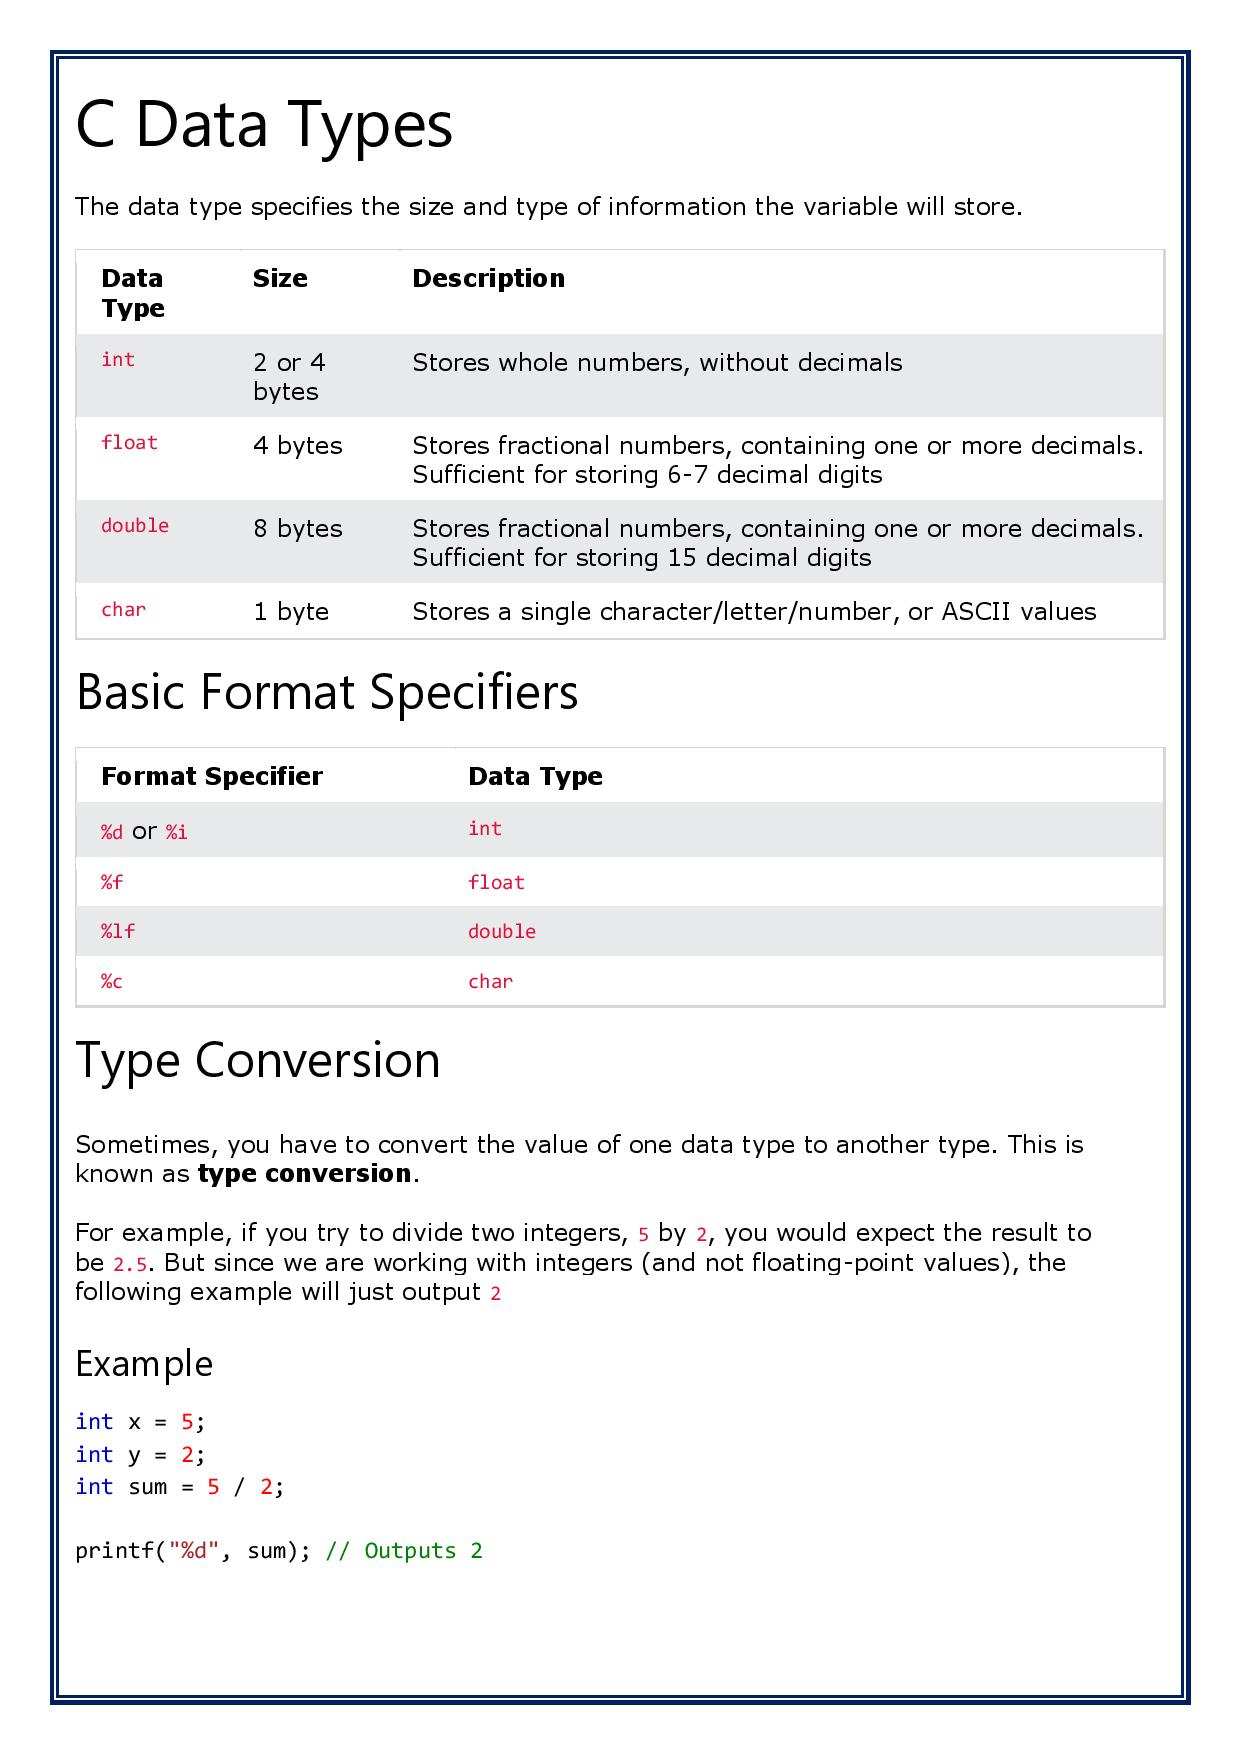 C Data Types
The data type specifies the size and type of information the variable will store.
Data Type Size Description
int 2 or 4 bytes Stores whole numbers, without decimals
float 4 bytes Stores fractional numbers, containing one or more decimals.
Sufficient for storing 6-7 decimal digits
double 8 bytes Stores fractional numbers, containing one or more decimals.
Sufficient for storing 15 decimal digits
char 1 byte Stores a single character/letter/number, or ASCII values
Basic Format Specifiers
Format Specifier Data Type
%d or %i int
%f float
%lf double
%c char
Type Conversion
Sometimes, you have to convert the value of one data type to another type. This is
known as type conversion.
For example, if you try to divide two integers, 5 by 2, you would expect the result to
be 2.5. But since we are working with integers (and not floating-point values), the
following example will just output 2
Example
int x = 5;
int y = 2;
int sum = 5 / 2;
printf("%d", sum); // Outputs 2